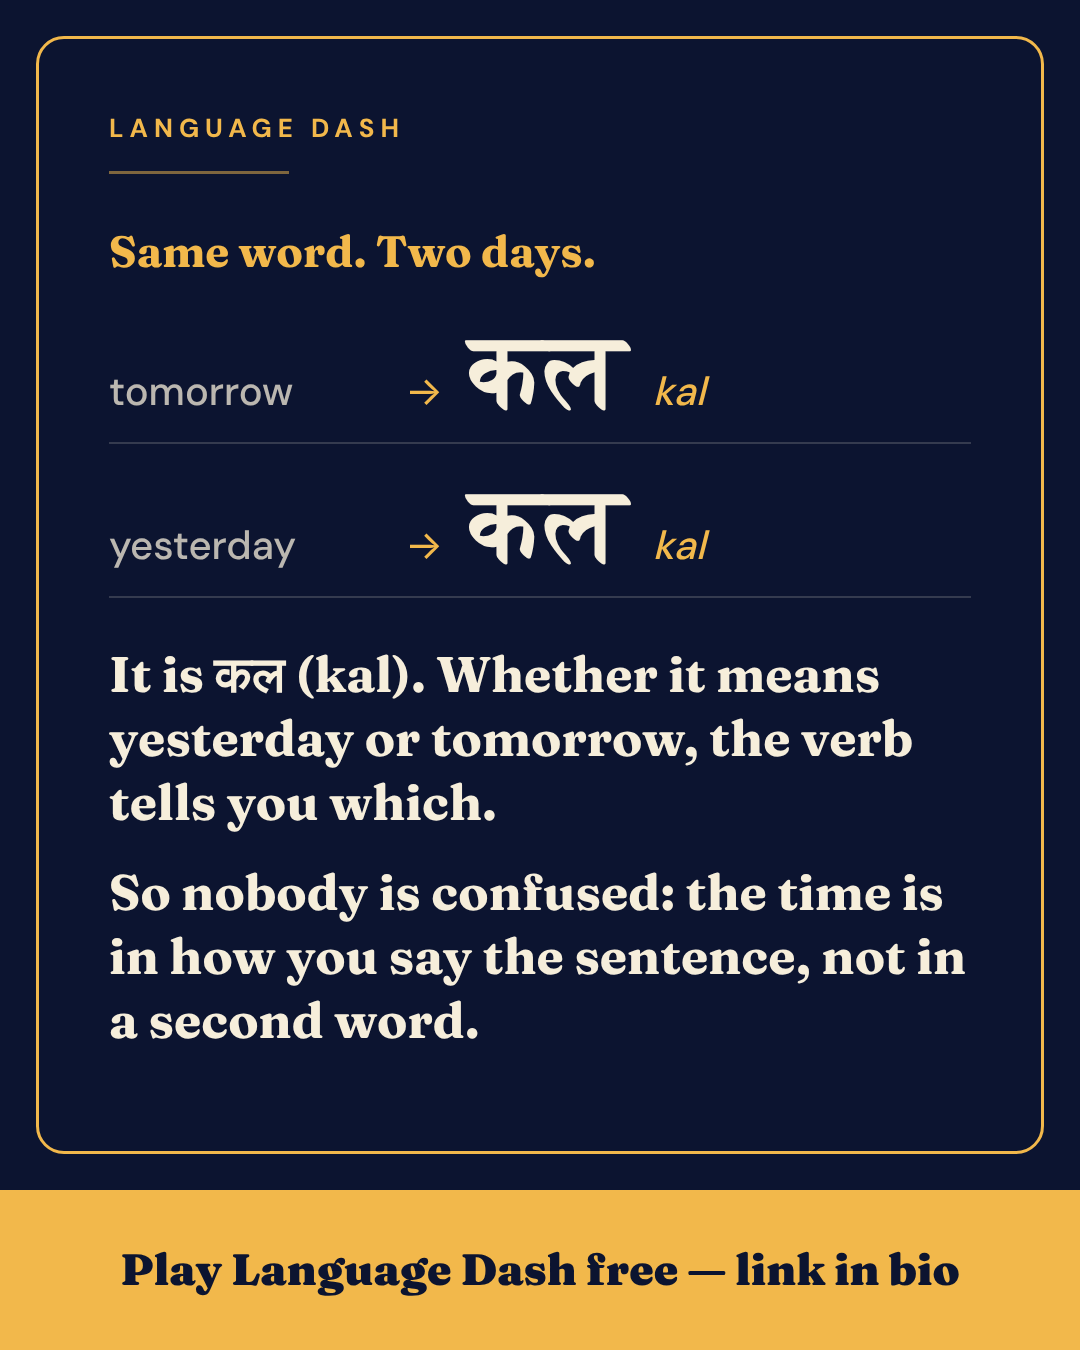 LANGUAGE DASH
Same word. Two days.
tomorrow → कल kal
yesterday → कल kal
It is कल (kal). Whether it means
yesterday or tomorrow, the verb
tells you which.
So nobody is confused: the time is
in how you say the sentence, not in
a second word.
Play Language Dash free — link in bio